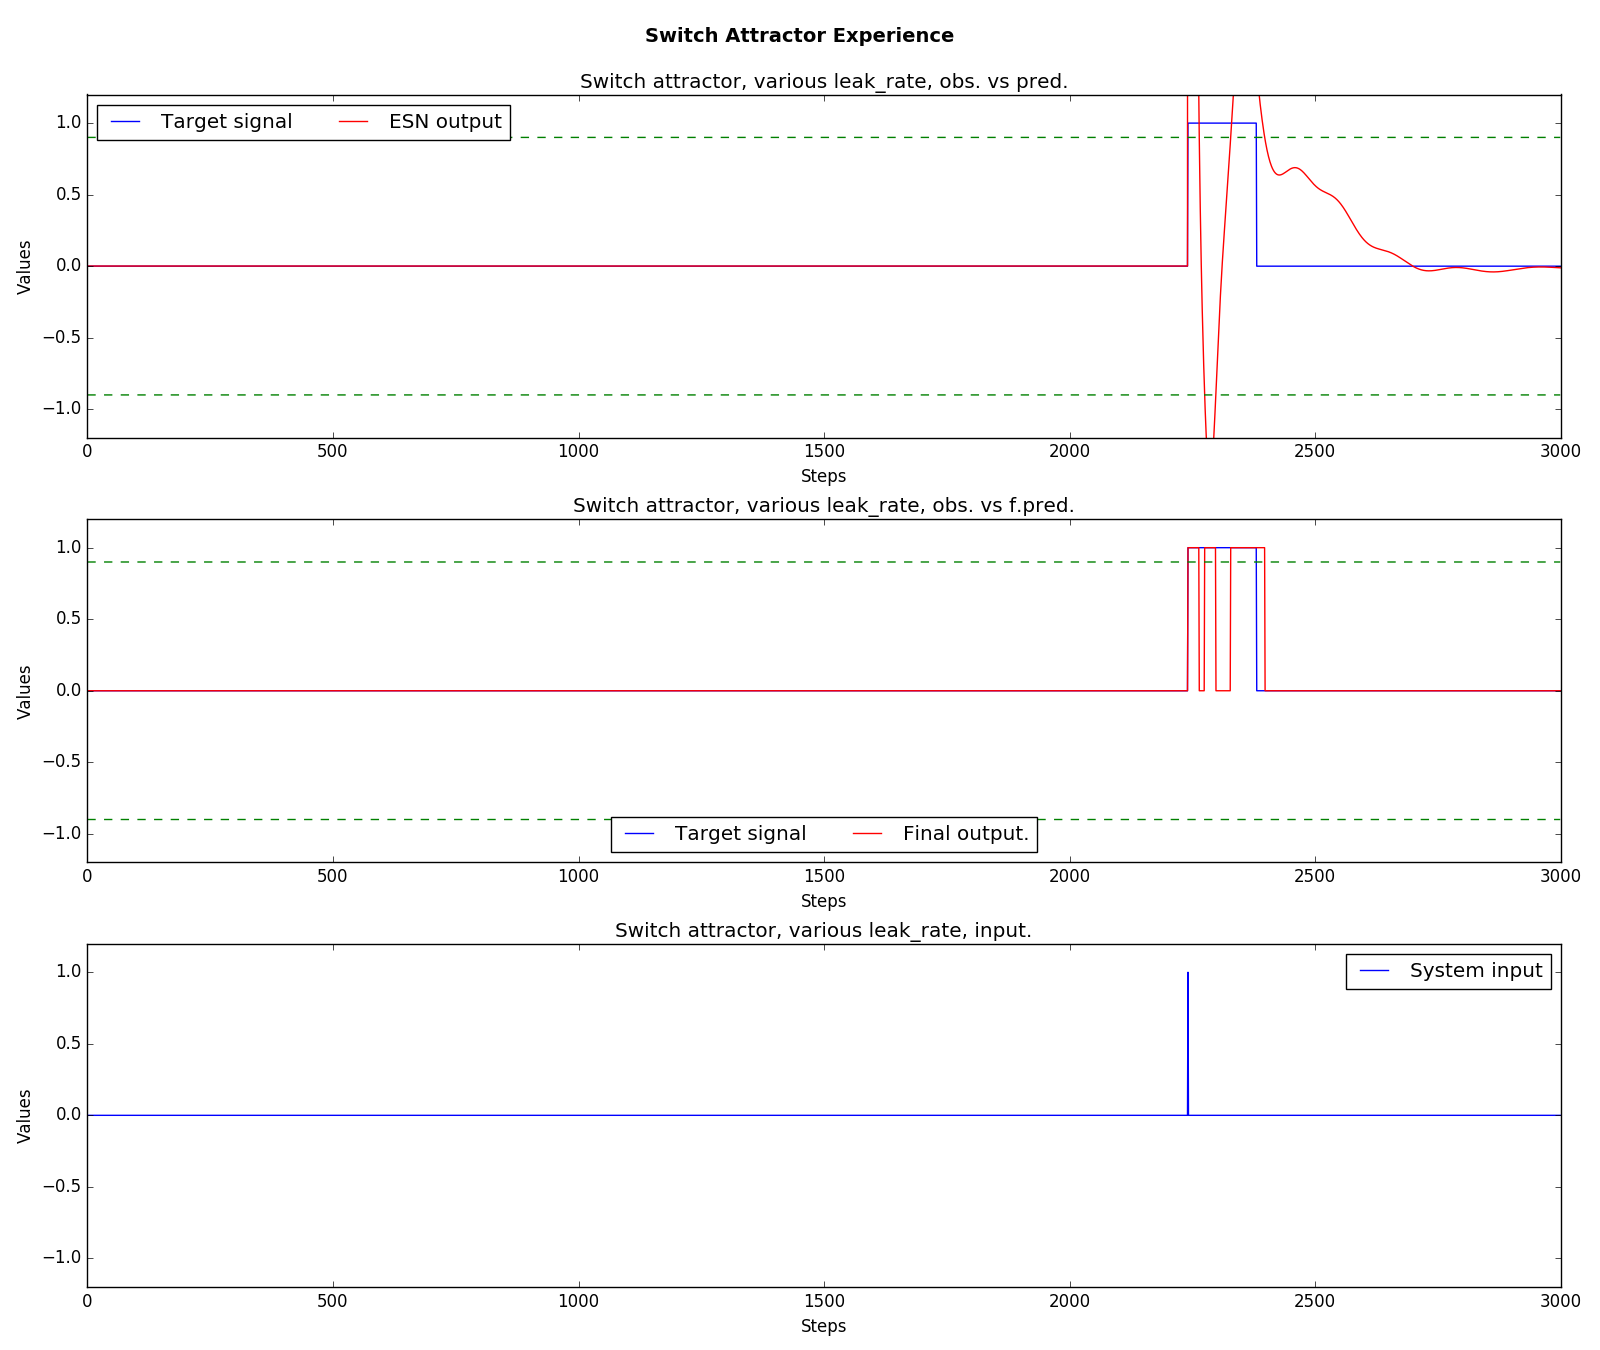 Switch Attractor Experience
Switch attractor, various leak_rate, obs. vs pred.
Target signal ESN output
1.0
0.5
0.0
−0.5
−1.0
Values
0 500 1000 1500 2000 2500 3000
Steps
Switch attractor, various leak_rate, obs. vs f.pred.
1.0
0.5
0.0
−0.5
−1.0
Values
Target signal Final output.
0 500 1000 1500 2000 2500 3000
Steps
Switch attractor, various leak_rate, input.
System input
1.0
0.5
0.0
−0.5
−1.0
Values
0 500 1000 1500 2000 2500 3000
Steps